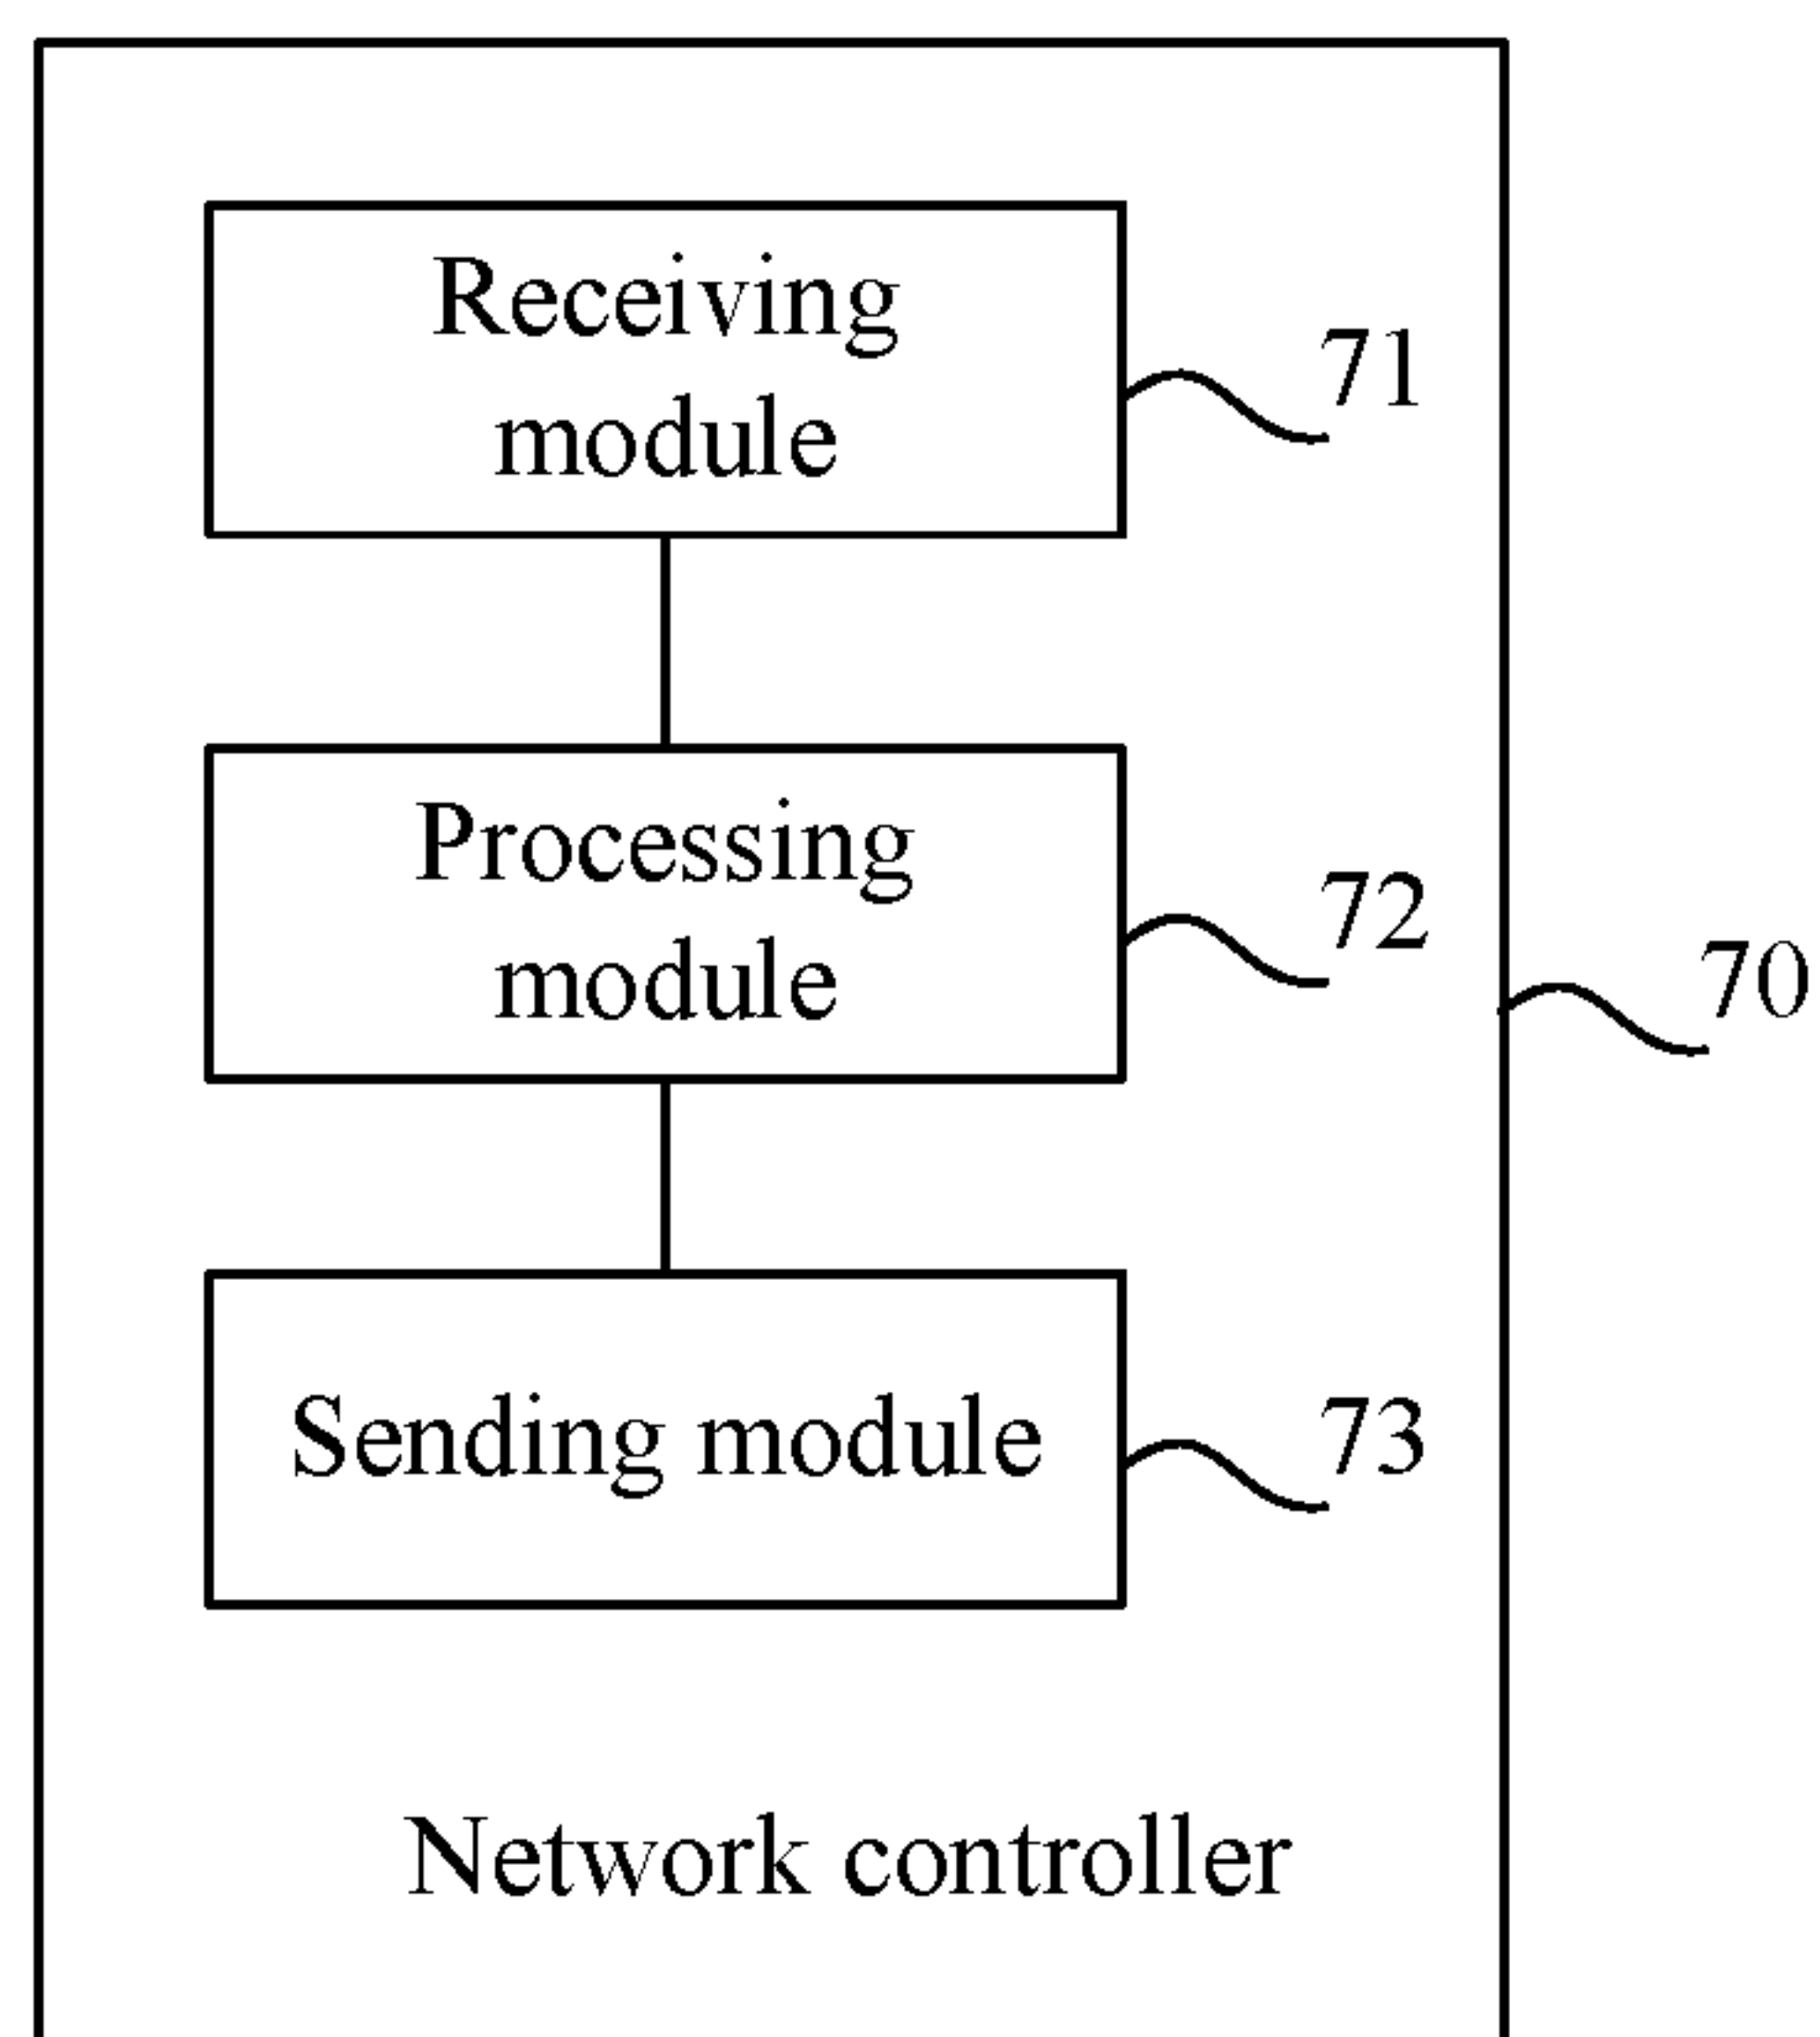 Receiving
module
71
Processing
module
72
70
Sending module
73
Network controller